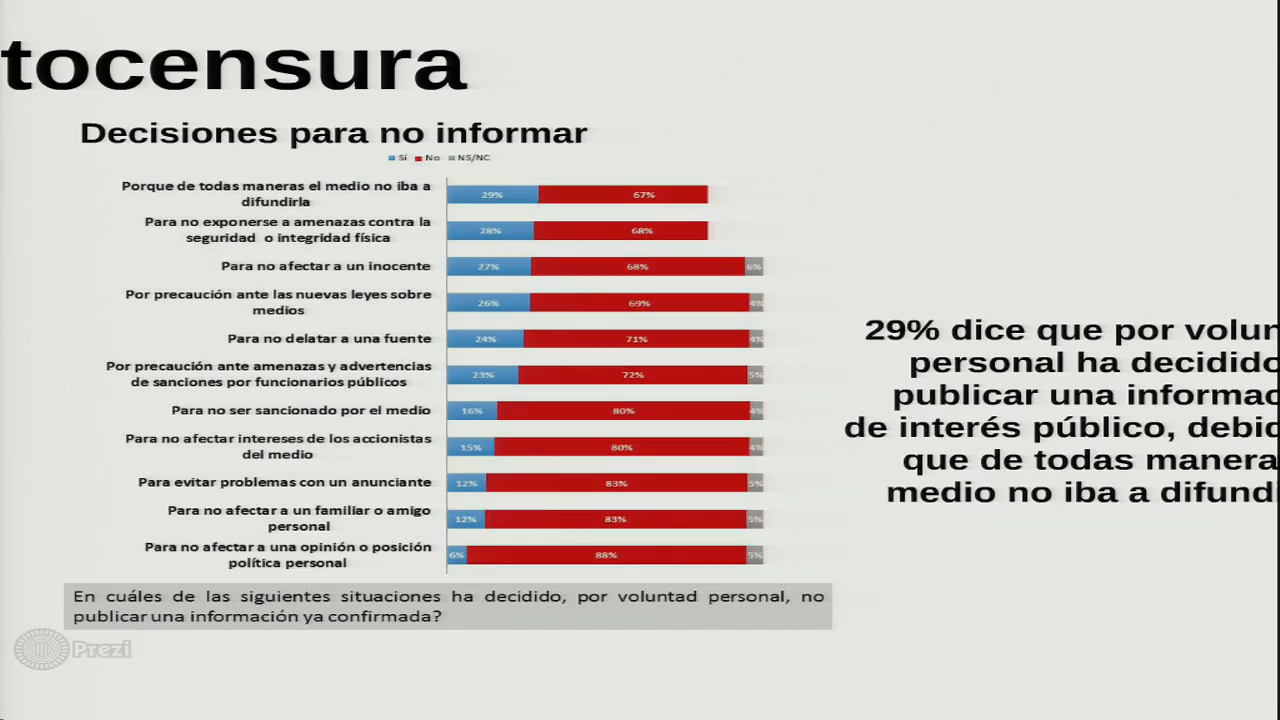 tocensura
Decisiones para no informar
Si No NS/NC
Porque de todas maneras el medio no iba a
difundirla
29% 67%
Para no exponerse a amenazas contra la
seguridad o integridad física
28% 68%
Para no afectar a un inocente
27% 68% 6%
Por precaución ante las nuevas leyes sobre
medios
26% 69% 4%
Para no delatar a una fuente
24% 71% 4%
Por precaución ante amenazas y advertencias
de sanciones por funcionarios públicos
23% 72% 5%
Para no ser sancionado por el medio
16% 80% 4%
Para no afectar intereses de los accionistas
del medio
15% 80% 4%
Para evitar problemas con un anunciante
12% 83% 5%
Para no afectar a un familiar o amigo
personal
12% 83% 5%
Para no afectar a una opinión o posición
política personal
6% 88% 5%
En cuáles de las siguientes situaciones ha decidido, por voluntad personal, no
publicar una información ya confirmada?
29% dice que por volun
personal ha decidido
publicar una informac
de interés público, debid
que de todas manera
medio no iba a difundi
Prezi